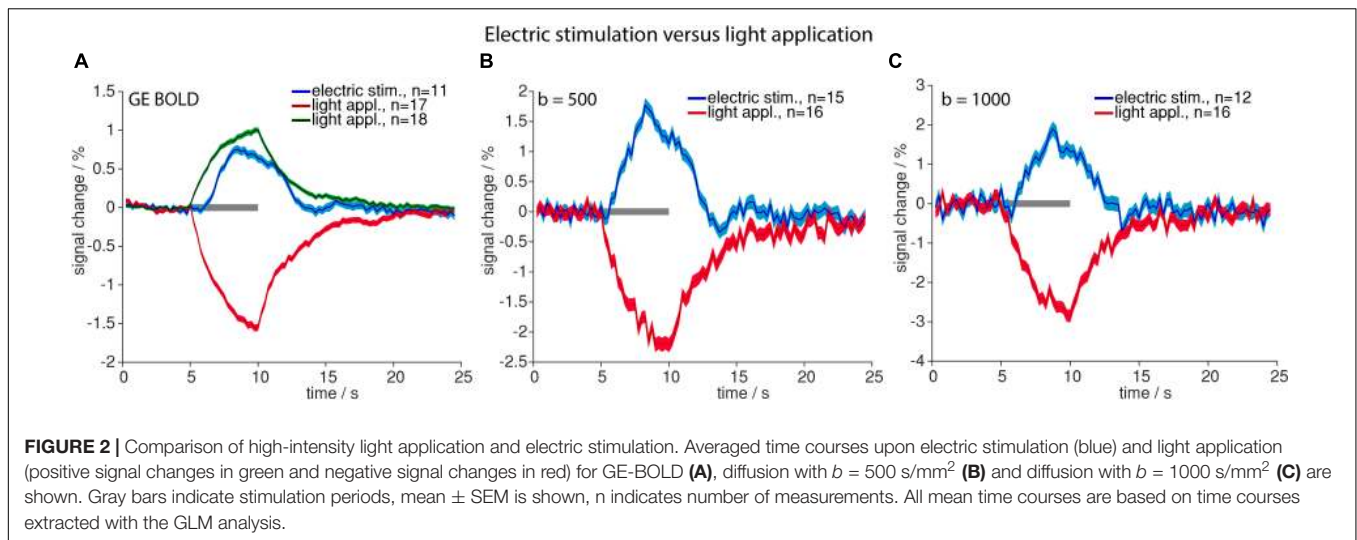 Electric stimulation versus light application
A
GE BOLD
electric stim., n=11
light appl., n=17
light appl., n=18
signal change / %
1.5
1
0.5
0
-0.5
-1
-1.5
-2
0 5 10 15 20 25
time / s
B
b = 500
electric stim., n=15
light appl., n=16
signal change / %
2
1.5
1
0.5
0
-0.5
-1
-1.5
-2
-2.5
0 5 10 15 20 25
time / s
C
b = 1000
electric stim., n=12
light appl., n=16
signal change / %
4
3
2
1
0
-1
-2
-3
-4
0 5 10 15 20 25
time / s
FIGURE 2 | Comparison of high-intensity light application and electric stimulation. Averaged time courses upon electric stimulation (blue) and light application
(positive signal changes in green and negative signal changes in red) for GE-BOLD (A), diffusion with b = 500 s/mm² (B) and diffusion with b = 1000 s/mm² (C) are
shown. Gray bars indicate stimulation periods, mean ± SEM is shown, n indicates number of measurements. All mean time courses are based on time courses
extracted with the GLM analysis.